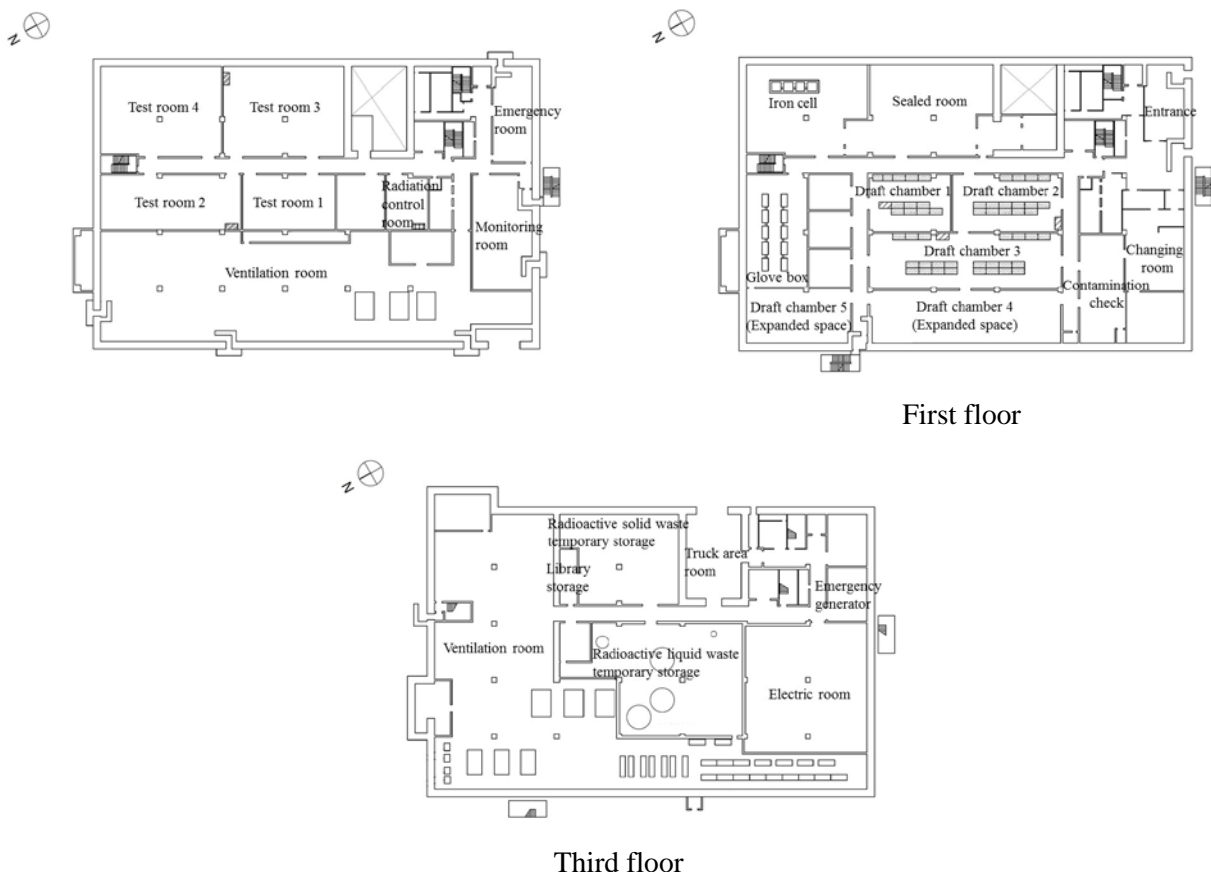 N
Test room 4
Test room 3
Emergency
room
Test room 2
Test room 1
Radiation
control
room
Monitoring
room
Ventilation room
N
Iron cell
Sealed room
Entrance
Draft chamber 1
Draft chamber 2
Draft chamber 3
Changing
room
Glove box
Contamination
check
Draft chamber 5
(Expanded space)
Draft chamber 4
(Expanded space)
First floor
N
Radioactive solid waste
temporary storage
Truck area
room
Library
storage
Emergency
generator
Ventilation room
Radioactive liquid waste
temporary storage
Electric room
Third floor